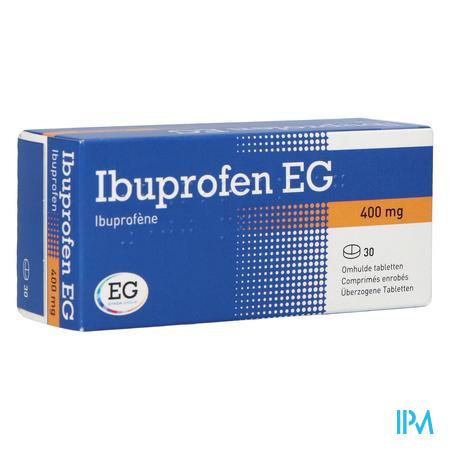 Ibuprofen EG
Ibuprofène
400 mg
30
Omhulde tabletten
Comprimés enrobés
Überzogene Tabletten
EG
Ibuprofen EG
Ibuprofen
400 mg
30
IPM